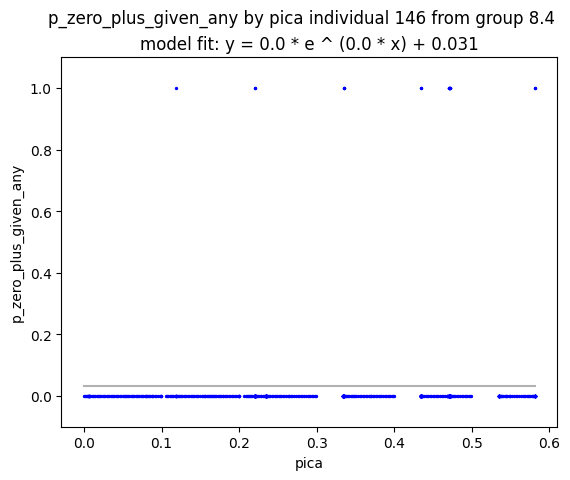 p_zero_plus_given_any by pica individual 146 from group 8.4
model fit: y = 0.0 * e ^ (0.0 * x) + 0.031
1.0
0.8
0.6
0.4
0.2
0.0
p_zero_plus_given_any
0.0 0.1 0.2 0.3 0.4 0.5 0.6
pica